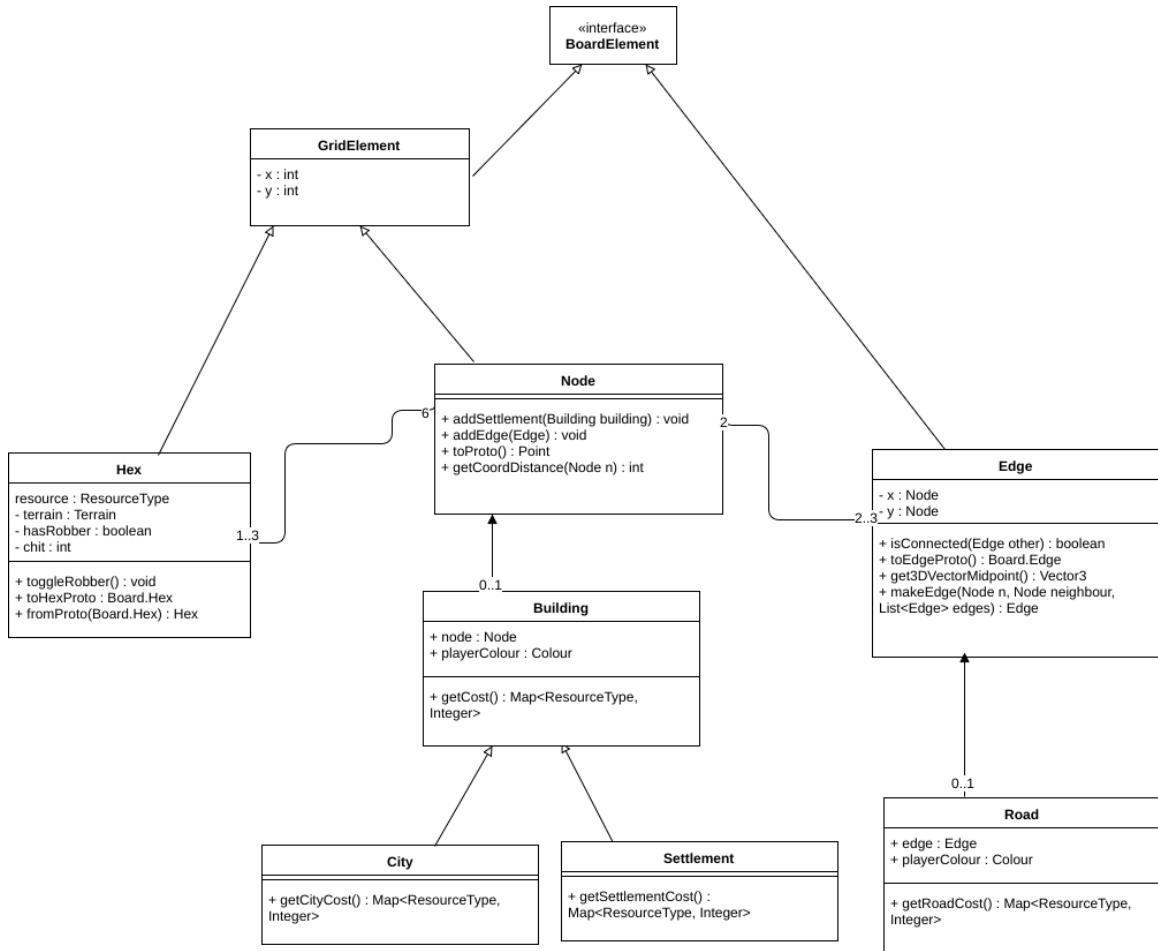 «interface»
BoardElement
GridElement
- x : int
- y : int
Node
+ addSettlement(Building building) : void
+ addEdge(Edge) : void
+ toProto() : Point
+ getCoordDistance(Node n) : int
6
2
Hex
resource : ResourceType
- terrain : Terrain
- hasRobber : boolean
- chit : int
+ toggleRobber() : void
+ toHexProto : Board.Hex
+ fromProto(Board.Hex) : Hex
1..3
2..3
Edge
- x : Node
- y : Node
+ isConnected(Edge other) : boolean
+ toEdgeProto() : Board.Edge
+ get3DVectorMidpoint() : Vector3
+ makeEdge(Node n, Node neighbour,
List<Edge> edges) : Edge
0..1
Building
+ node : Node
+ playerColour : Colour
+ getCost() : Map<ResourceType,
Integer>
0..1
City
+ getCityCost() : Map<ResourceType,
Integer>
Settlement
+ getSettlementCost() :
Map<ResourceType, Integer>
Road
+ edge : Edge
+ playerColour : Colour
+ getRoadCost() : Map<ResourceType,
Integer>